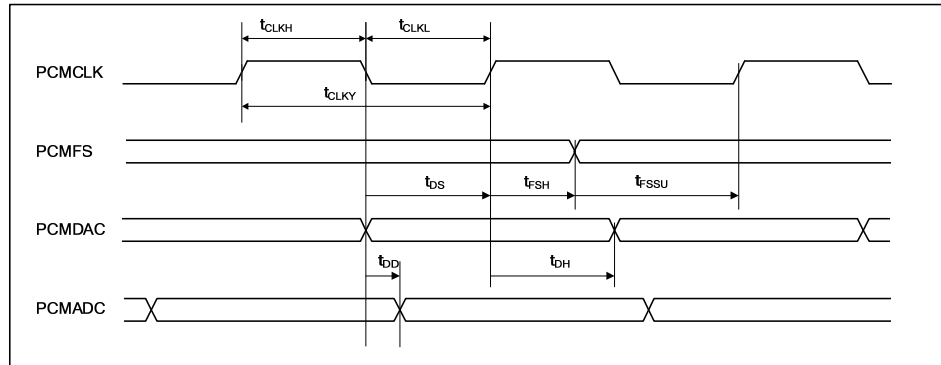 tCLKH tCLKL
PCMCLK
tCLKY
PCMFS
tDS tFSH tFSSU
PCMDAC
tDD tDH
PCMADC